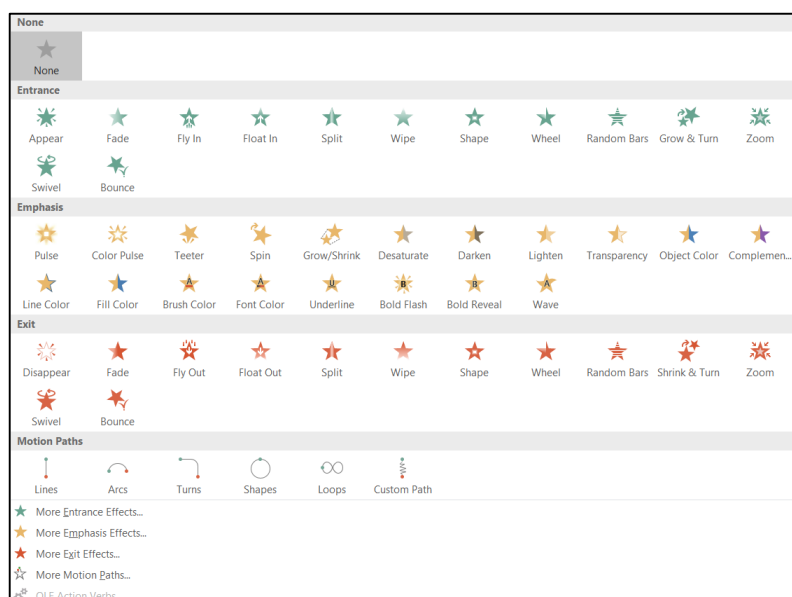 None
None
Entrance
Appear Fade Fly In Float In Split Wipe Shape Wheel Random Bars Grow & Turn Zoom
Swivel Bounce
Emphasis
Pulse Color Pulse Teeter Spin Grow/Shrink Desaturate Darken Lighten Transparency Object Color Complemen...
Line Color Fill Color Brush Color Font Color Underline Bold Flash Bold Reveal Wave
Exit
Disappear Fade Fly Out Float Out Split Wipe Shape Wheel Random Bars Shrink & Turn Zoom
Swivel Bounce
Motion Paths
Lines Arcs Turns Shapes Loops Custom Path
More Entrance Effects...
More Emphasis Effects...
More Exit Effects...
More Motion Paths...
OLE Action Verbs...